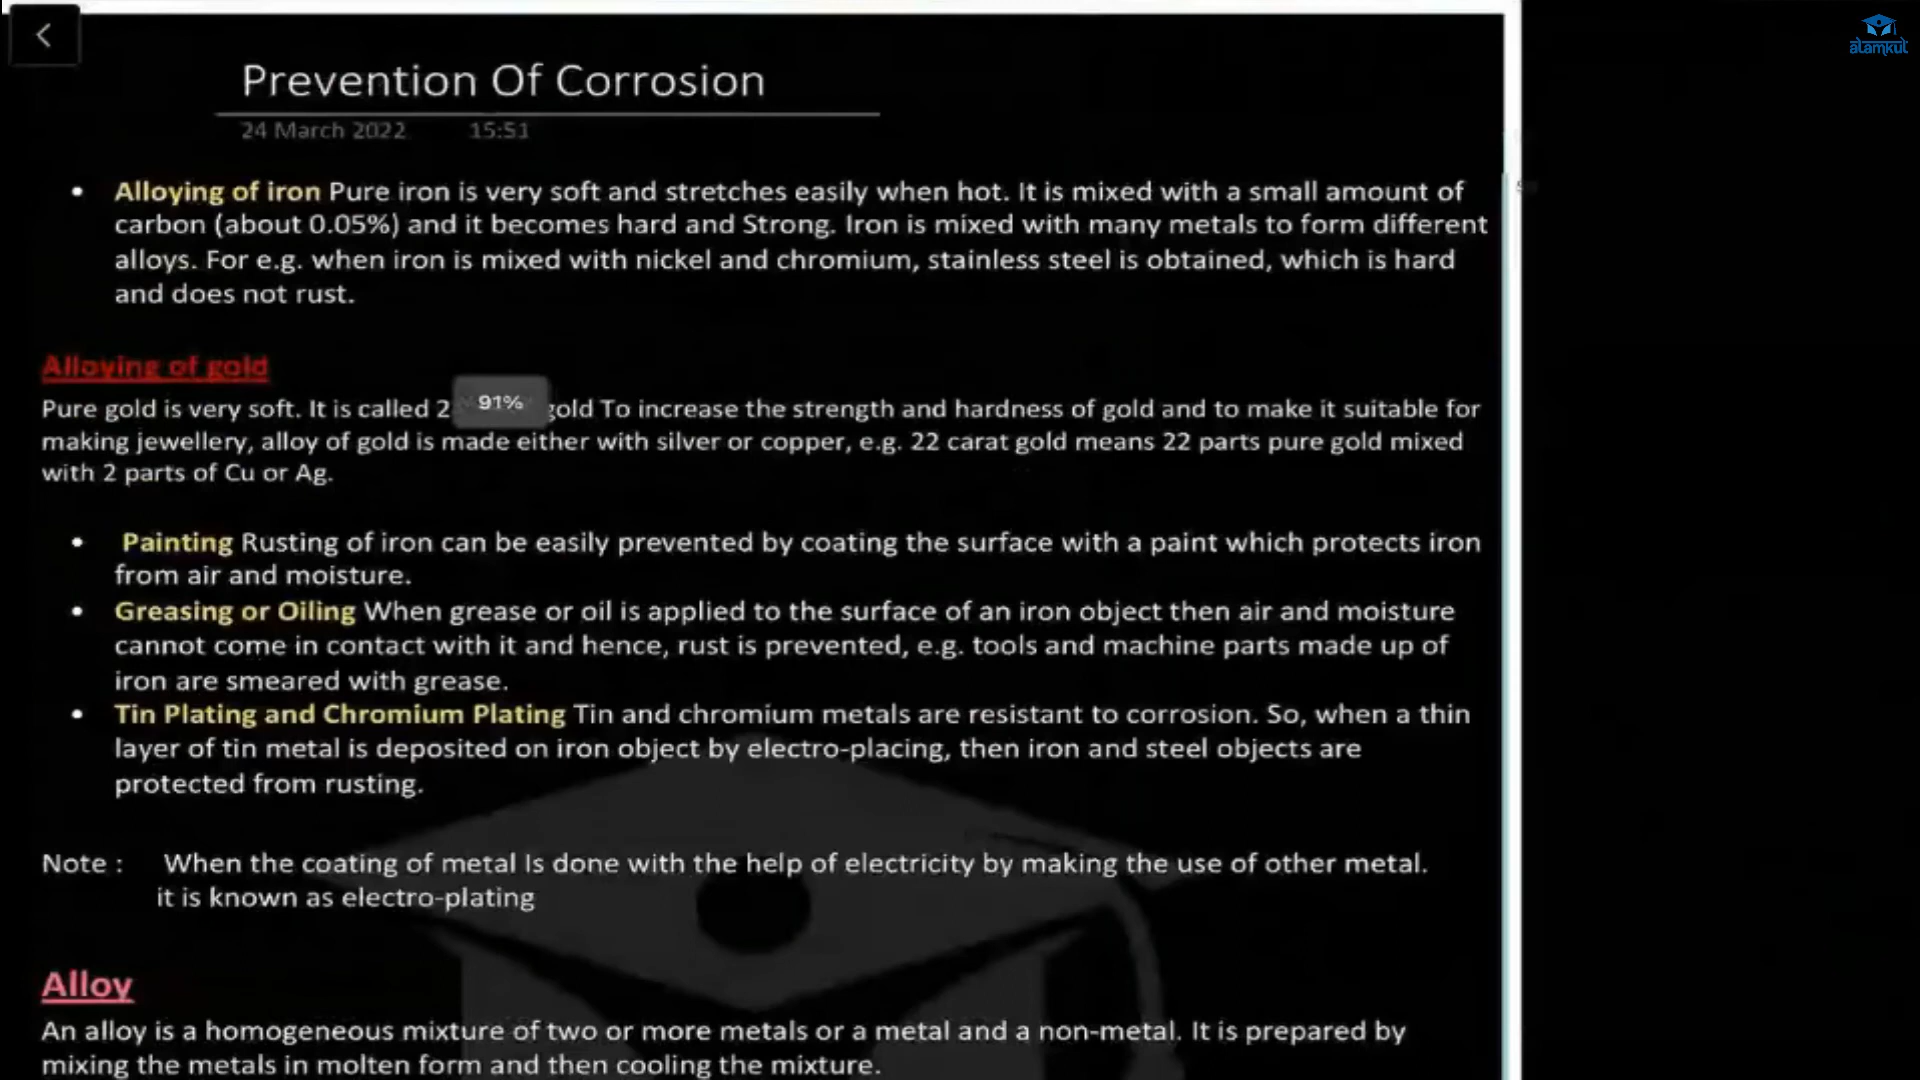 alamkut
Prevention Of Corrosion
24 March 2022 15:51
• Alloying of iron Pure iron is very soft and stretches easily when hot. It is mixed with a small amount of
carbon (about 0.05%) and it becomes hard and Strong. Iron is mixed with many metals to form different
alloys. For e.g. when iron is mixed with nickel and chromium, stainless steel is obtained, which is hard
and does not rust.
Alloying of gold
Pure gold is very soft. It is called 2 91% gold To increase the strength and hardness of gold and to make it suitable for
making jewellery, alloy of gold is made either with silver or copper, e.g. 22 carat gold means 22 parts pure gold mixed
with 2 parts of Cu or Ag.
• Painting Rusting of iron can be easily prevented by coating the surface with a paint which protects iron
from air and moisture.
• Greasing or Oiling When grease or oil is applied to the surface of an iron object then air and moisture
cannot come in contact with it and hence, rust is prevented, e.g. tools and machine parts made up of
iron are smeared with grease.
• Tin Plating and Chromium Plating Tin and chromium metals are resistant to corrosion. So, when a thin
layer of tin metal is deposited on iron object by electro-placing, then iron and steel objects are
protected from rusting.
Note : When the coating of metal Is done with the help of electricity by making the use of other metal.
it is known as electro-plating
Alloy
An alloy is a homogeneous mixture of two or more metals or a metal and a non-metal. It is prepared by
mixing the metals in molten form and then cooling the mixture.